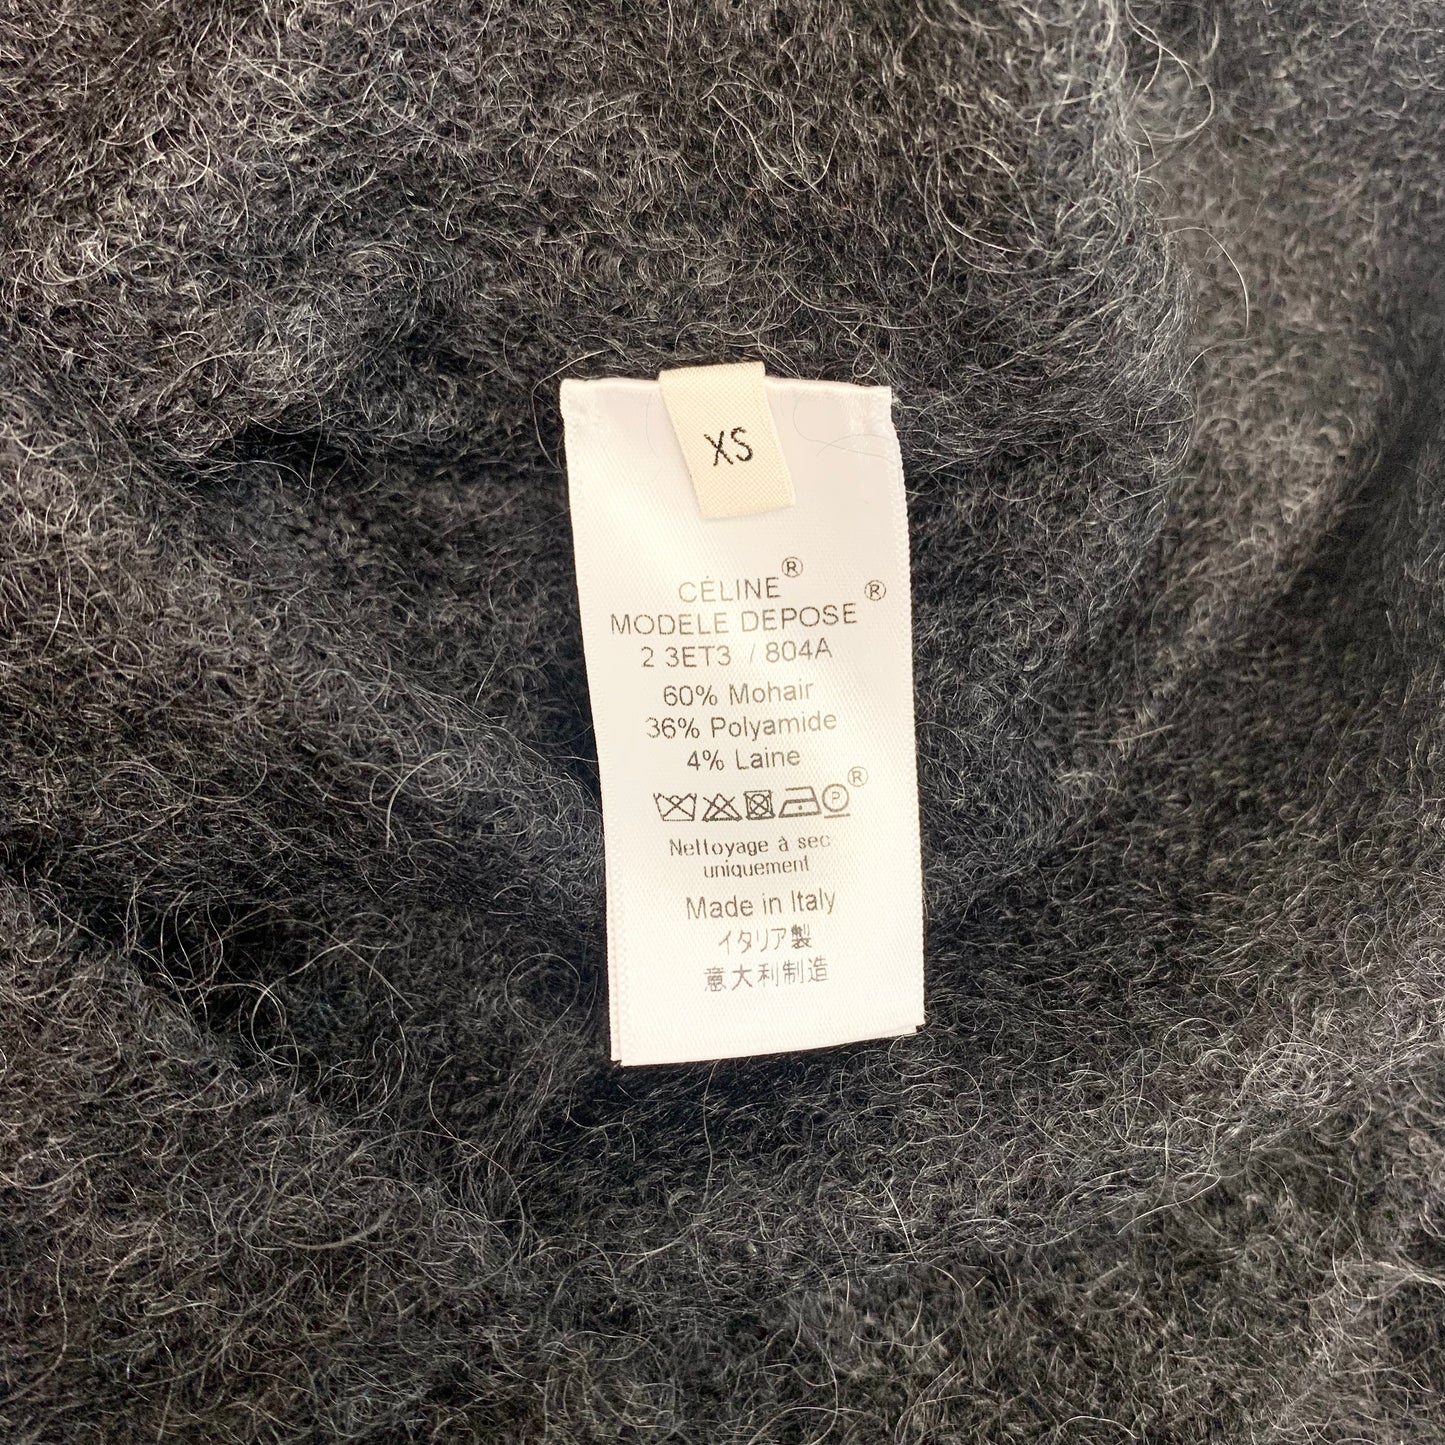 XS
CÉLINE®
MODELE DEPOSE®
2 3ET3 / 804A
60% Mohair
36% Polyamide
4% Laine
P ®
Nettoyage à sec
uniquement
Made in Italy
イタリア製
意大利制造